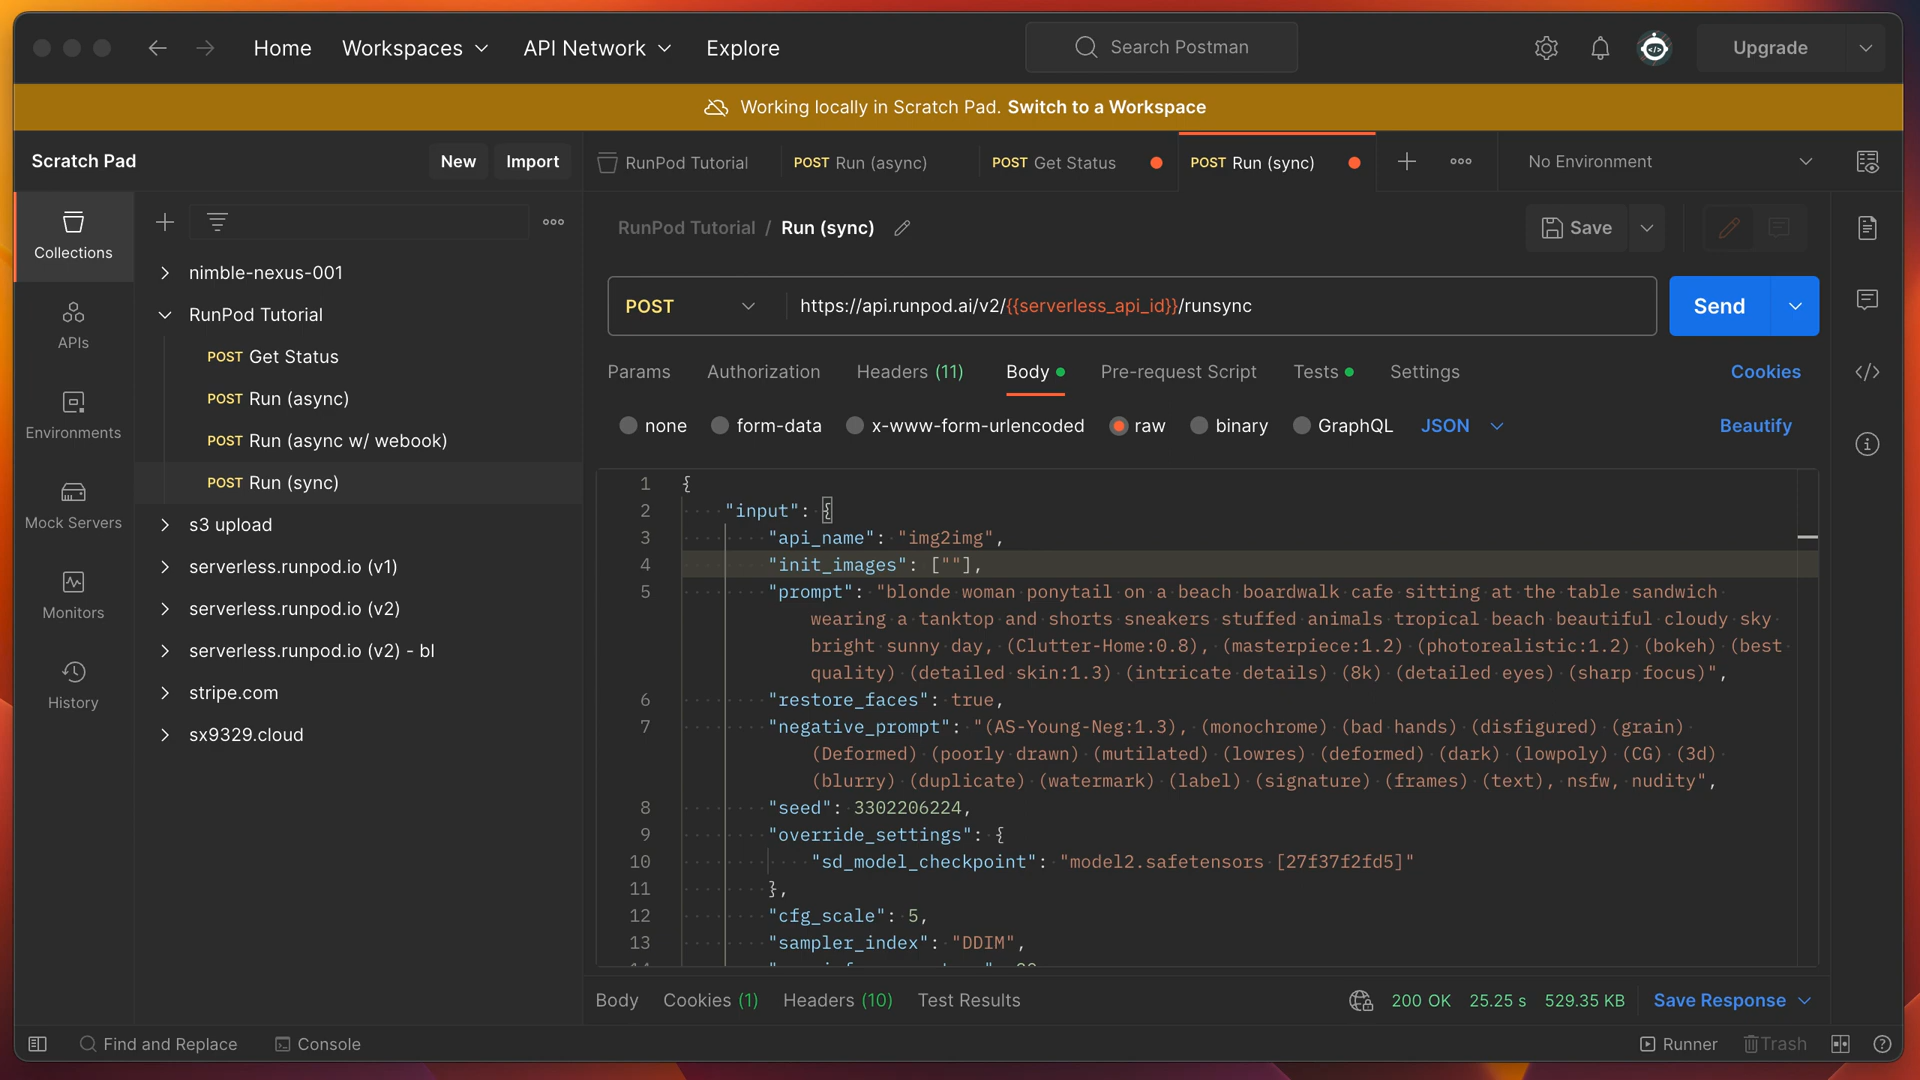 Home Workspaces API Network Explore Search Postman Upgrade
Working locally in Scratch Pad. Switch to a Workspace
Scratch Pad New Import RunPod Tutorial POST Run (async) POST Get Status POST Run (sync) No Environment
Collections
APIs
Environments
Mock Servers
Monitors
History
nimble-nexus-001
RunPod Tutorial
POST Get Status
POST Run (async)
POST Run (async w/ webook)
POST Run (sync)
s3 upload
serverless.runpod.io (v1)
serverless.runpod.io (v2)
serverless.runpod.io (v2) - bl
stripe.com
sx9329.cloud
RunPod Tutorial / Run (sync) Save
POST https://api.runpod.ai/v2/{{serverless_api_id}}/runsync Send
Params Authorization Headers (11) Body Pre-request Script Tests Settings Cookies
none form-data x-www-form-urlencoded raw binary GraphQL JSON Beautify
1 {
2 "input": {
3 "api_name": "img2img",
4 "init_images": [""],
5 "prompt": "blonde woman ponytail on a beach boardwalk cafe sitting at the table sandwich
wearing a tanktop and shorts sneakers stuffed animals tropical beach beautiful cloudy sky
bright sunny day, (Clutter-Home:0.8), (masterpiece:1.2) (photorealistic:1.2) (bokeh) (best
quality) (detailed skin:1.3) (intricate details) (8k) (detailed eyes) (sharp focus)",
6 "restore_faces": true,
7 "negative_prompt": "(AS-Young-Neg:1.3), (monochrome) (bad hands) (disfigured) (grain)
(Deformed) (poorly drawn) (mutilated) (lowres) (deformed) (dark) (lowpoly) (CG) (3d)
(blurry) (duplicate) (watermark) (label) (signature) (frames) (text), nsfw, nudity",
8 "seed": 3302206224,
9 "override_settings": {
10 "sd_model_checkpoint": "model2.safetensors [27f37f2fd5]"
11 },
12 "cfg_scale": 5,
13 "sampler_index": "DDIM",
Body Cookies (1) Headers (10) Test Results 200 OK 25.25 s 529.35 KB Save Response
Find and Replace Console Runner Trash